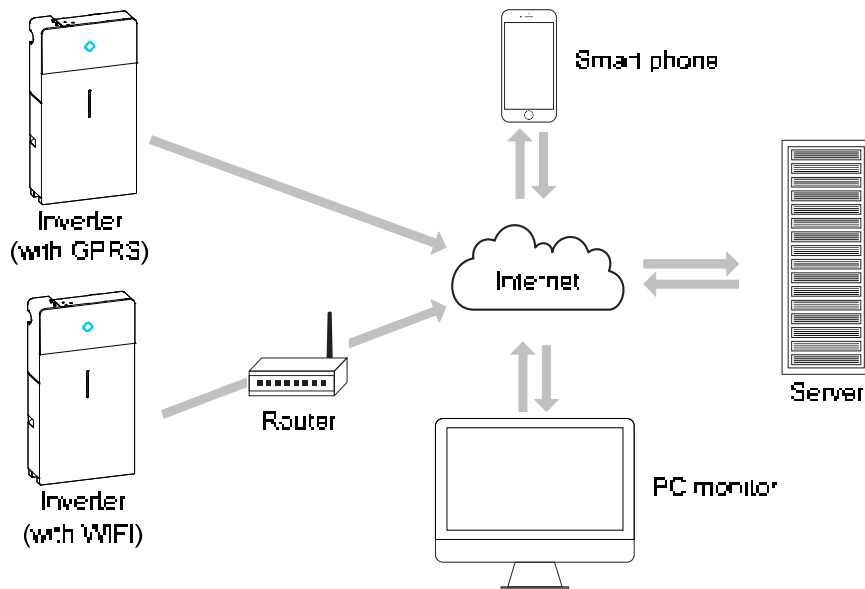 Smart phone
Inverter
(with GPRS)
Internet
Server
Router
PC monitor
Inverter
(with WIFI)